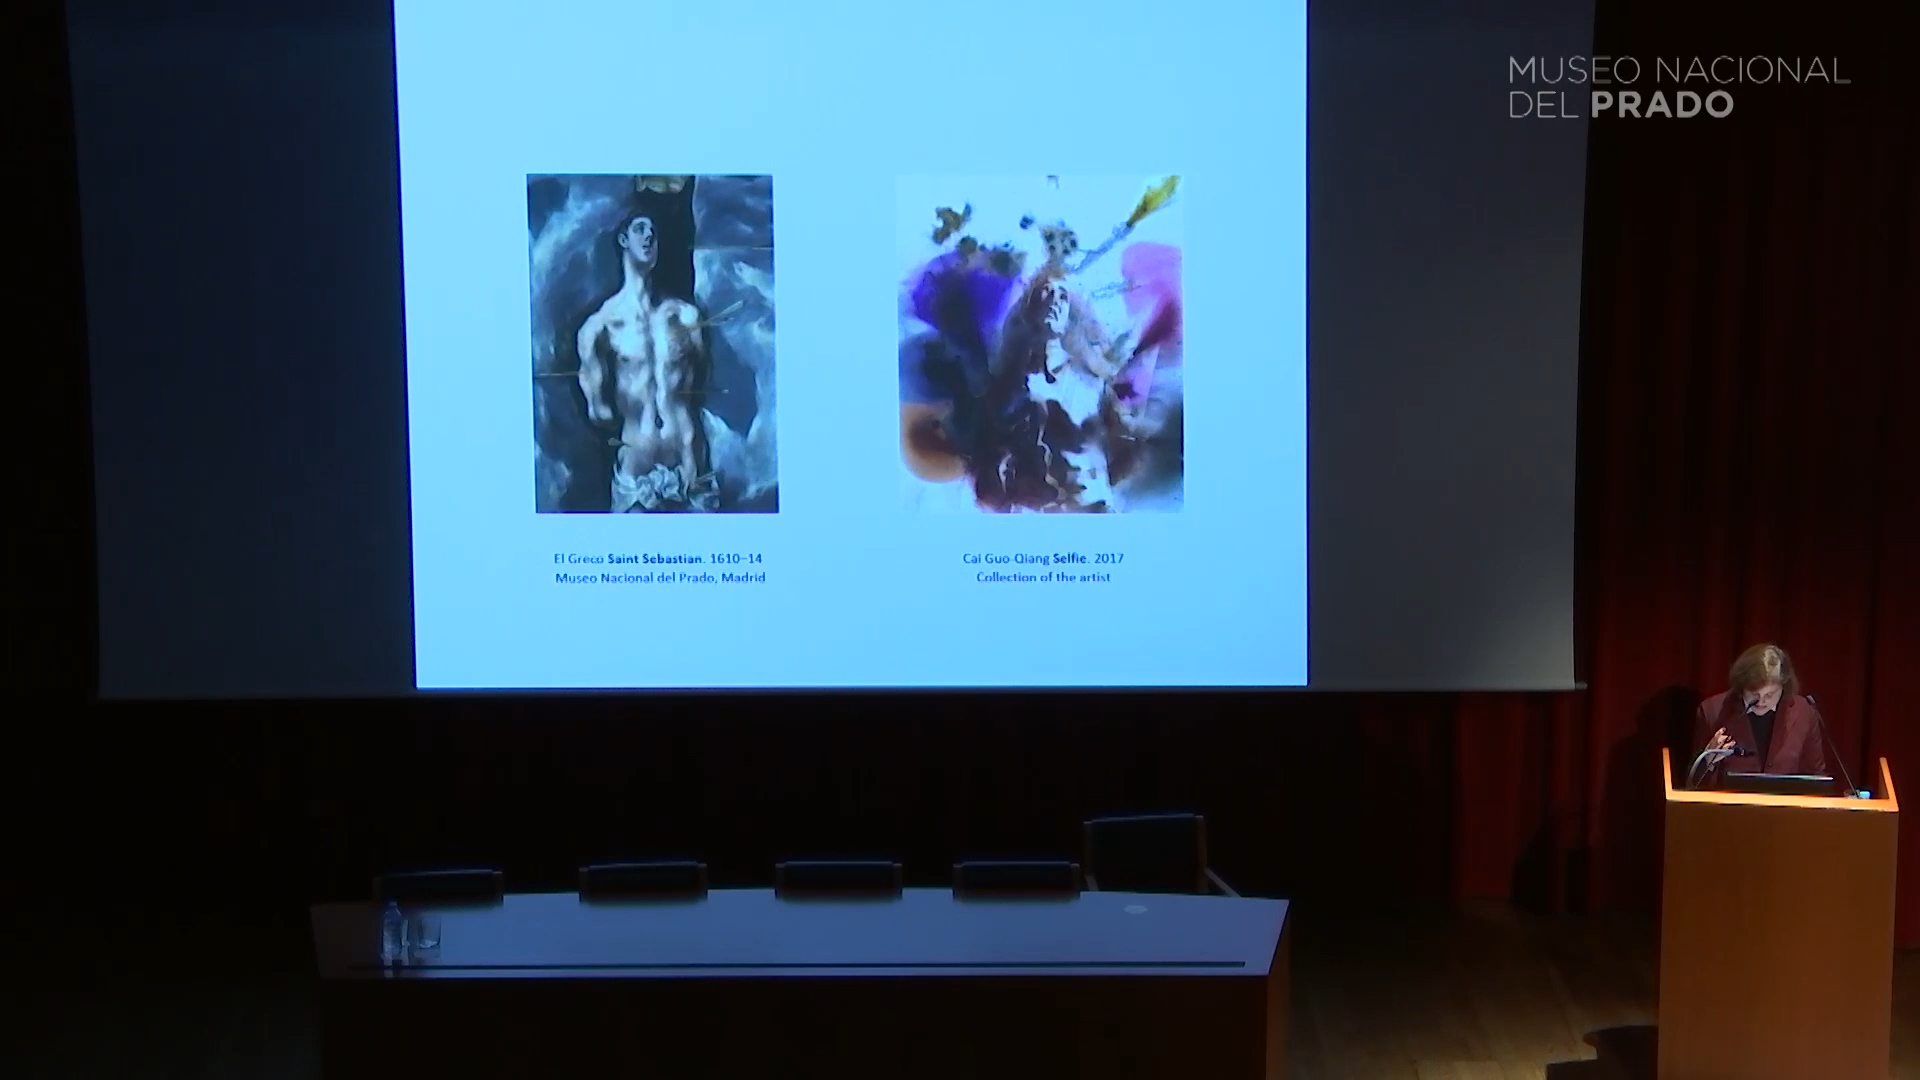 MUSEO NACIONAL
DEL PRADO
El Greco Saint Sebastian. 1610–14
Museo Nacional del Prado, Madrid
Cai Guo-Qiang Selfie. 2017
Collection of the artist